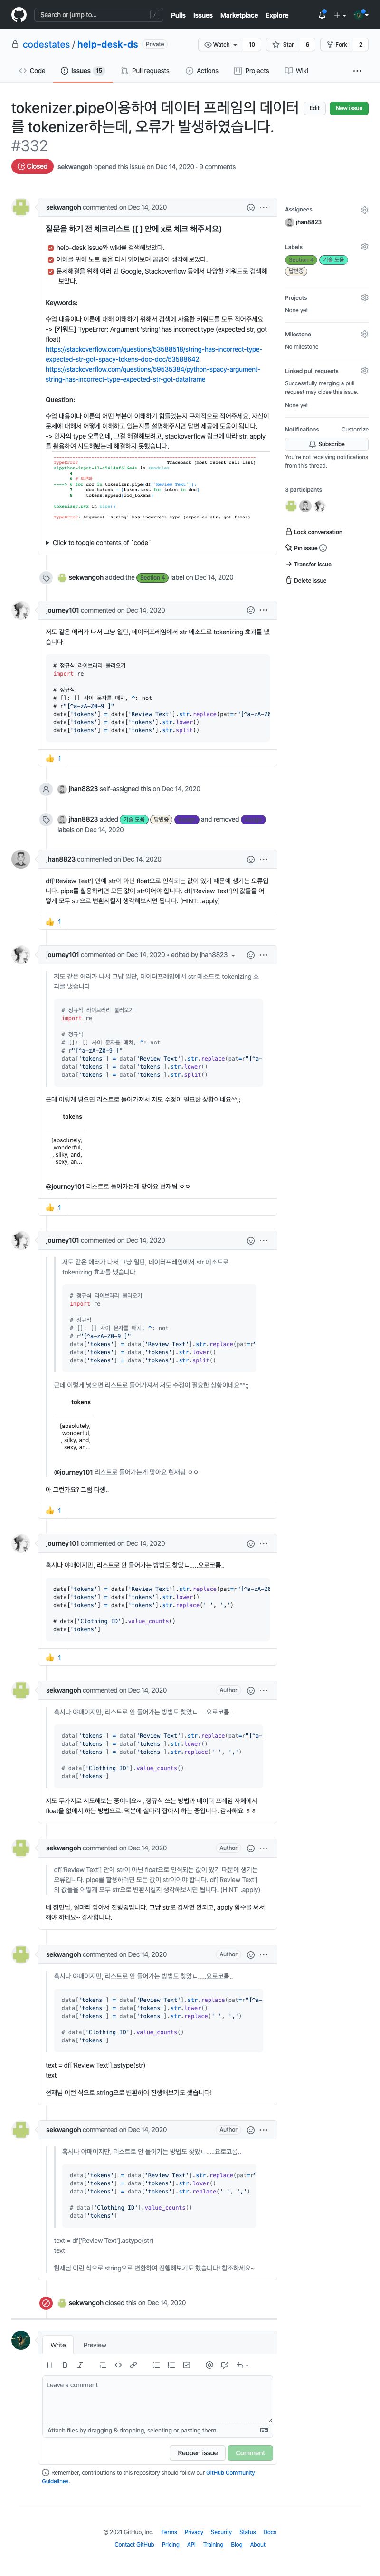 Search or jump to... /
Pulls Issues Marketplace Explore
codestates / help-desk-ds Private
Watch 10 Star 6 Fork 2
Code Issues 15 Pull requests Actions Projects Wiki
tokenizer.pipe이용하여 데이터 프레임의 데이터
를 tokenizer하는데, 오류가 발생하였습니다.
#332
Edit New issue
Closed sekwangoh opened this issue on Dec 14, 2020 · 9 comments
sekwangoh commented on Dec 14, 2020
질문을 하기 전 체크리스트 ([ ] 안에 x로 체크 해주세요)
help-desk issue와 wiki를 검색해보았다.
이해를 위해 노트 등을 다시 읽어보며 곰곰이 생각해보았다.
문제해결을 위해 여러 번 Google, Stackoverflow 등에서 다양한 키워드로 검색해
보았다.
Keywords:
수업 내용이나 이론에 대해 이해하기 위해서 검색에 사용한 키워드를 모두 적어주세요
-> [키워드] TypeError: Argument 'string' has incorrect type (expected str, got
float)
https://stackoverflow.com/questions/53588518/string-has-incorrect-type-
expected-str-got-spacy-tokens-doc-doc/53588642
https://stackoverflow.com/questions/59535384/python-spacy-argument-
string-has-incorrect-type-expected-str-got-dataframe
Question:
수업 내용이나 이론의 어떤 부분이 이해하기 힘들었는지 구체적으로 적어주세요. 자신이
문제에 대해서 어떻게 이해하고 있는지를 설명해주시면 답변 제공에 도움이 됩니다.
-> 인자의 type 오류인데, 그걸 해결해보려고, stackoverflow 링크에 따라 str, apply
를 활용하여 시도해봤는데 해결하지 못했습니다.
TypeError Traceback (most recent call last)
4 # 토큰화
----> 6 for doc in tokenizer.pipe(df['Review Text']):
7 doc_tokens = [token.text for token in doc]
8 tokens.append(doc_tokens)
tokenizer.pyx in pipe()
TypeError: Argument 'string' has incorrect type (expected str, got float)
Click to toggle contents of `code`
sekwangoh added the Section 4 label on Dec 14, 2020
journey101 commented on Dec 14, 2020
저도 같은 에러가 나서 그냥 일단, 데이터프레임에서 str 메소드로 tokenizing 효과를 냈
습니다
# 정규식 라이브러리 불러오기
import re
# 정규식
# []: [] 사이 문자를 매치, ^: not
# r"[^a-zA-Z0-9 ]"
data['tokens'] = data['Review Text'].str.replace(pat=r"[^a-zA-Z0
data['tokens'] = data['tokens'].str.lower()
data['tokens'] = data['tokens'].str.split()
1
jhan8823 self-assigned this on Dec 14, 2020
jhan8823 added 기술 도움 답변중 and removed
labels on Dec 14, 2020
jhan8823 commented on Dec 14, 2020
df['Review Text'] 안에 str이 아닌 float으로 인식되는 값이 있기 때문에 생기는 오류입
니다. pipe를 활용하려면 모든 값이 str이어야 합니다. df['Review Text']의 값들을 어
떻게 모두 str으로 변환시킬지 생각해보시면 됩니다. (HINT: .apply)
1
journey101 commented on Dec 14, 2020 • edited by jhan8823
저도 같은 에러가 나서 그냥 일단, 데이터프레임에서 str 메소드로 tokenizing 효
과를 냈습니다
# 정규식 라이브러리 불러오기
import re
# 정규식
# []: [] 사이 문자를 매치, ^: not
# r"[^a-zA-Z0-9 ]"
data['tokens'] = data['Review Text'].str.replace(pat=r"[^a-
data['tokens'] = data['tokens'].str.lower()
data['tokens'] = data['tokens'].str.split()
근데 이렇게 넣으면 리스트로 들어가져서 저도 수정이 필요한 상황이네요^^;;
tokens
[absolutely,
wonderful,
, silky, and,
sexy, an...
@journey101 리스트로 들어가는게 맞아요 현재님 ㅇㅇ
1
journey101 commented on Dec 14, 2020
저도 같은 에러가 나서 그냥 일단, 데이터프레임에서 str 메소드로
tokenizing 효과를 냈습니다
# 정규식 라이브러리 불러오기
import re
# 정규식
# []: [] 사이 문자를 매치, ^: not
# r"[^a-zA-Z0-9 ]"
data['tokens'] = data['Review Text'].str.replace(pat=r"
data['tokens'] = data['tokens'].str.lower()
data['tokens'] = data['tokens'].str.split()
근데 이렇게 넣으면 리스트로 들어가져서 저도 수정이 필요한 상황이네요^^;;
tokens
[absolutely,
wonderful,
, silky, and,
sexy, an...
@journey101 리스트로 들어가는게 맞아요 현재님 ㅇㅇ
아 그런가요? 그럼 다행..
1
journey101 commented on Dec 14, 2020
혹시나 야매이지만, 리스트로 안 들어가는 방법도 찾았ㄴ.....요로코롬..
data['tokens'] = data['Review Text'].str.replace(pat=r"[^a-zA-Z0
data['tokens'] = data['tokens'].str.lower()
data['tokens'] = data['tokens'].str.replace(' ', ',')
# data['Clothing ID'].value_counts()
data['tokens']
1
sekwangoh commented on Dec 14, 2020 Author
혹시나 야매이지만, 리스트로 안 들어가는 방법도 찾았ㄴ.....요로코롬..
data['tokens'] = data['Review Text'].str.replace(pat=r"[^a-
data['tokens'] = data['tokens'].str.lower()
data['tokens'] = data['tokens'].str.replace(' ', ',')
# data['Clothing ID'].value_counts()
data['tokens']
저도 두가지로 시도해보는 중이네요~ , 정규식 쓰는 방법과 데이터 프레임 자체에서
float을 없애서 하는 방법으로. 덕분에 실마리 잡아서 하는 중입니다. 감사해요 ㅎㅎ
sekwangoh commented on Dec 14, 2020 Author
df['Review Text'] 안에 str이 아닌 float으로 인식되는 값이 있기 때문에 생기는
오류입니다. pipe를 활용하려면 모든 값이 str이어야 합니다. df['Review Text']
의 값들을 어떻게 모두 str으로 변환시킬지 생각해보시면 됩니다. (HINT: .apply)
네 정민님, 실마리 잡아서 진행중입니다. 그냥 str로 감싸면 안되고, apply 함수를 써서
해야 하네요~ 감사합니다.
sekwangoh commented on Dec 14, 2020 Author
혹시나 야매이지만, 리스트로 안 들어가는 방법도 찾았ㄴ.....요로코롬..
data['tokens'] = data['Review Text'].str.replace(pat=r"[^a-
data['tokens'] = data['tokens'].str.lower()
data['tokens'] = data['tokens'].str.replace(' ', ',')
# data['Clothing ID'].value_counts()
data['tokens']
text = df['Review Text'].astype(str)
text
현재님 이런 식으로 string으로 변환하여 진행해보기도 했습니다!
sekwangoh commented on Dec 14, 2020 Author
혹시나 야매이지만, 리스트로 안 들어가는 방법도 찾았ㄴ.....요로코롬..
data['tokens'] = data['Review Text'].str.replace(pat=r"
data['tokens'] = data['tokens'].str.lower()
data['tokens'] = data['tokens'].str.replace(' ', ',')
# data['Clothing ID'].value_counts()
data['tokens']
text = df['Review Text'].astype(str)
text
현재님 이런 식으로 string으로 변환하여 진행해보기도 했습니다! 참조하세요~
sekwangoh closed this on Dec 14, 2020
Write Preview
Leave a comment
Attach files by dragging & dropping, selecting or pasting them.
Reopen issue Comment
Remember, contributions to this repository should follow our GitHub Community
Guidelines.
Assignees
jhan8823
Labels
Section 4 기술 도움
답변중
Projects
None yet
Milestone
No milestone
Linked pull requests
Successfully merging a pull
request may close this issue.
None yet
Notifications Customize
Subscribe
You're not receiving notifications
from this thread.
3 participants
Lock conversation
Pin issue
Transfer issue
Delete issue
© 2021 GitHub, Inc. Terms Privacy Security Status Docs
Contact GitHub Pricing API Training Blog About